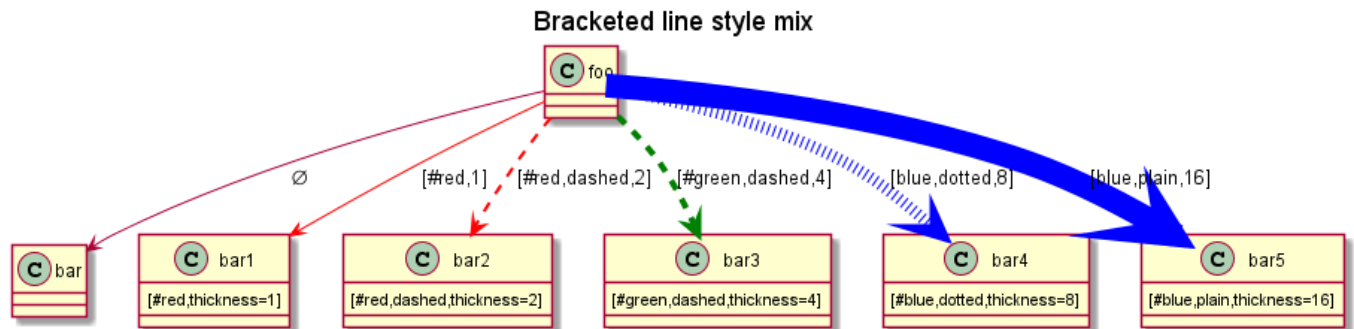 Bracketed line style mix
C foo
∅
[#red,1]
[#red,dashed,2]
[#green,dashed,4]
[blue,dotted,8]
[blue,plain,16]
C bar
C bar1
[#red,thickness=1]
C bar2
[#red,dashed,thickness=2]
C bar3
[#green,dashed,thickness=4]
C bar4
[#blue,dotted,thickness=8]
C bar5
[#blue,plain,thickness=16]